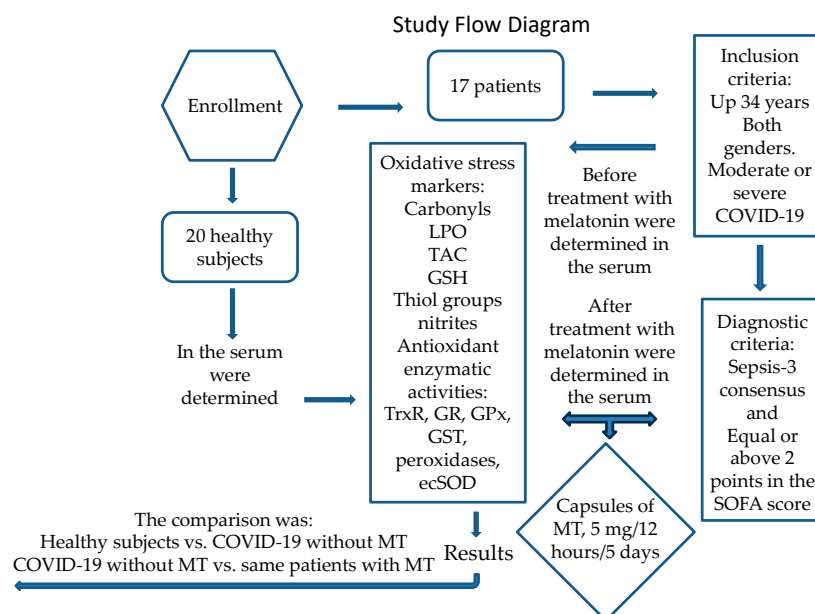 Study Flow Diagram
Enrollment
17 patients
Inclusion
criteria:
Up 34 years
Both
genders.
Moderate or
severe
COVID-19
20 healthy
subjects
In the serum
were
determined
Oxidative stress
markers:
Carbonyls
LPO
TAC
GSH
Thiol groups
nitrites
Antioxidant
enzymatic
activities:
TrxR, GR, GPx,
GST,
peroxidases,
ecSOD
Before
treatment with
melatonin were
determined in
the serum
After
treatment with
melatonin were
determined in
the serum
Diagnostic
criteria:
Sepsis-3
consensus
and
Equal or
above 2
points in the
SOFA score
Capsules of
MT, 5 mg/12
hours/5 days
Results
The comparison was:
Healthy subjects vs. COVID-19 without MT
COVID-19 without MT vs. same patients with MT